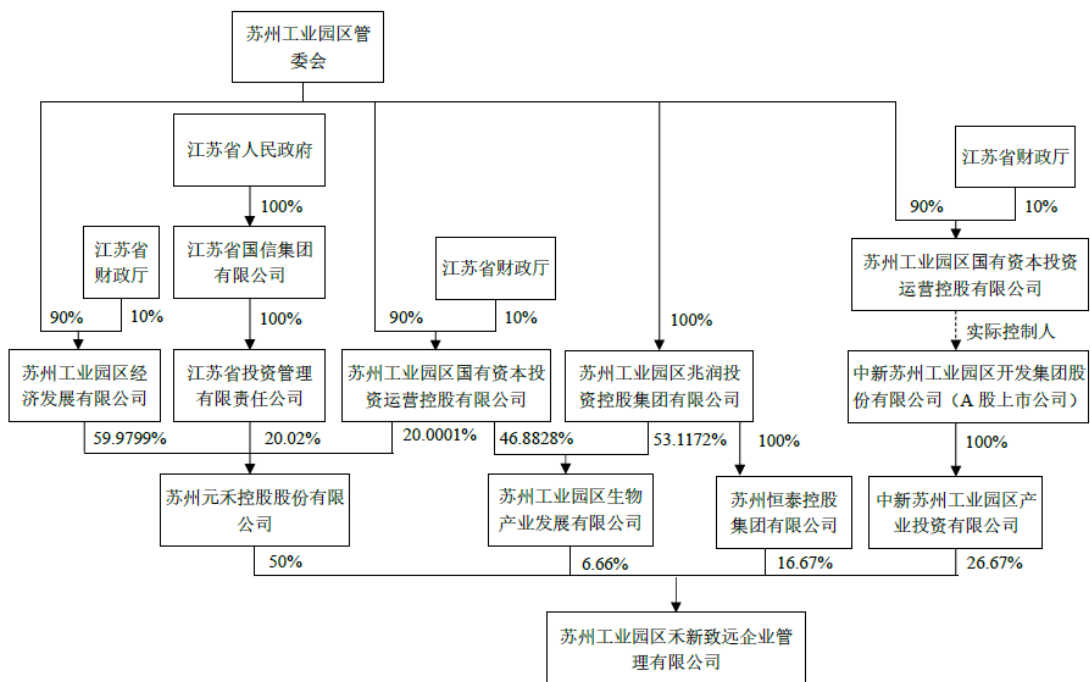 苏州工业园区管
委会
江苏省人民政府
江苏省财政厅
100%
90%
10%
江苏省
财政厅
江苏省国信集团
有限公司
江苏省财政厅
苏州工业园区国有资本投资
运营控股有限公司
90%
10%
100%
90%
10%
100%
实际控制人
苏州工业园区经
济发展有限公司
江苏省投资管理
有限责任公司
苏州工业园区国有资本投
资运营控股有限公司
苏州工业园区兆润投
资控股集团有限公司
中新苏州工业园区开发集团股
份有限公司（A 股上市公司）
59.9799%
20.02%
20.0001%
46.8828%
53.1172%
100%
100%
苏州元禾控股股份有限
公司
苏州工业园区生物
产业发展有限公司
苏州恒泰控股
集团有限公司
中新苏州工业园区产
业投资有限公司
50%
6.66%
16.67%
26.67%
苏州工业园区禾新致远企业管
理有限公司